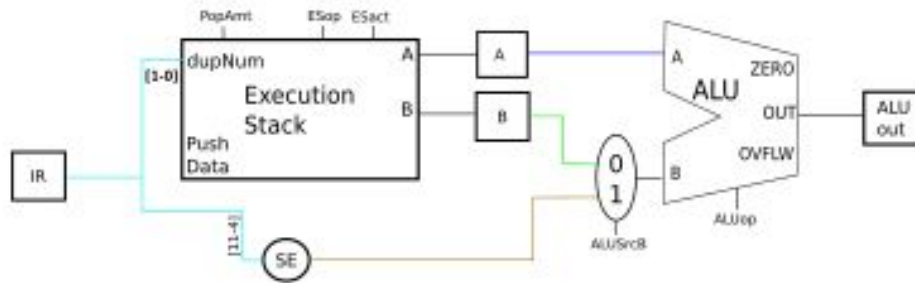 PopAmt
ESop
ESact
dupNum
A
A
A
ZERO
[1-0]
Execution
Stack
ALU
B
B
OUT
ALU
out
Push
Data
0
1
OVFLW
IR
B
ALUop
[11-4]
ALUSrcB
SE